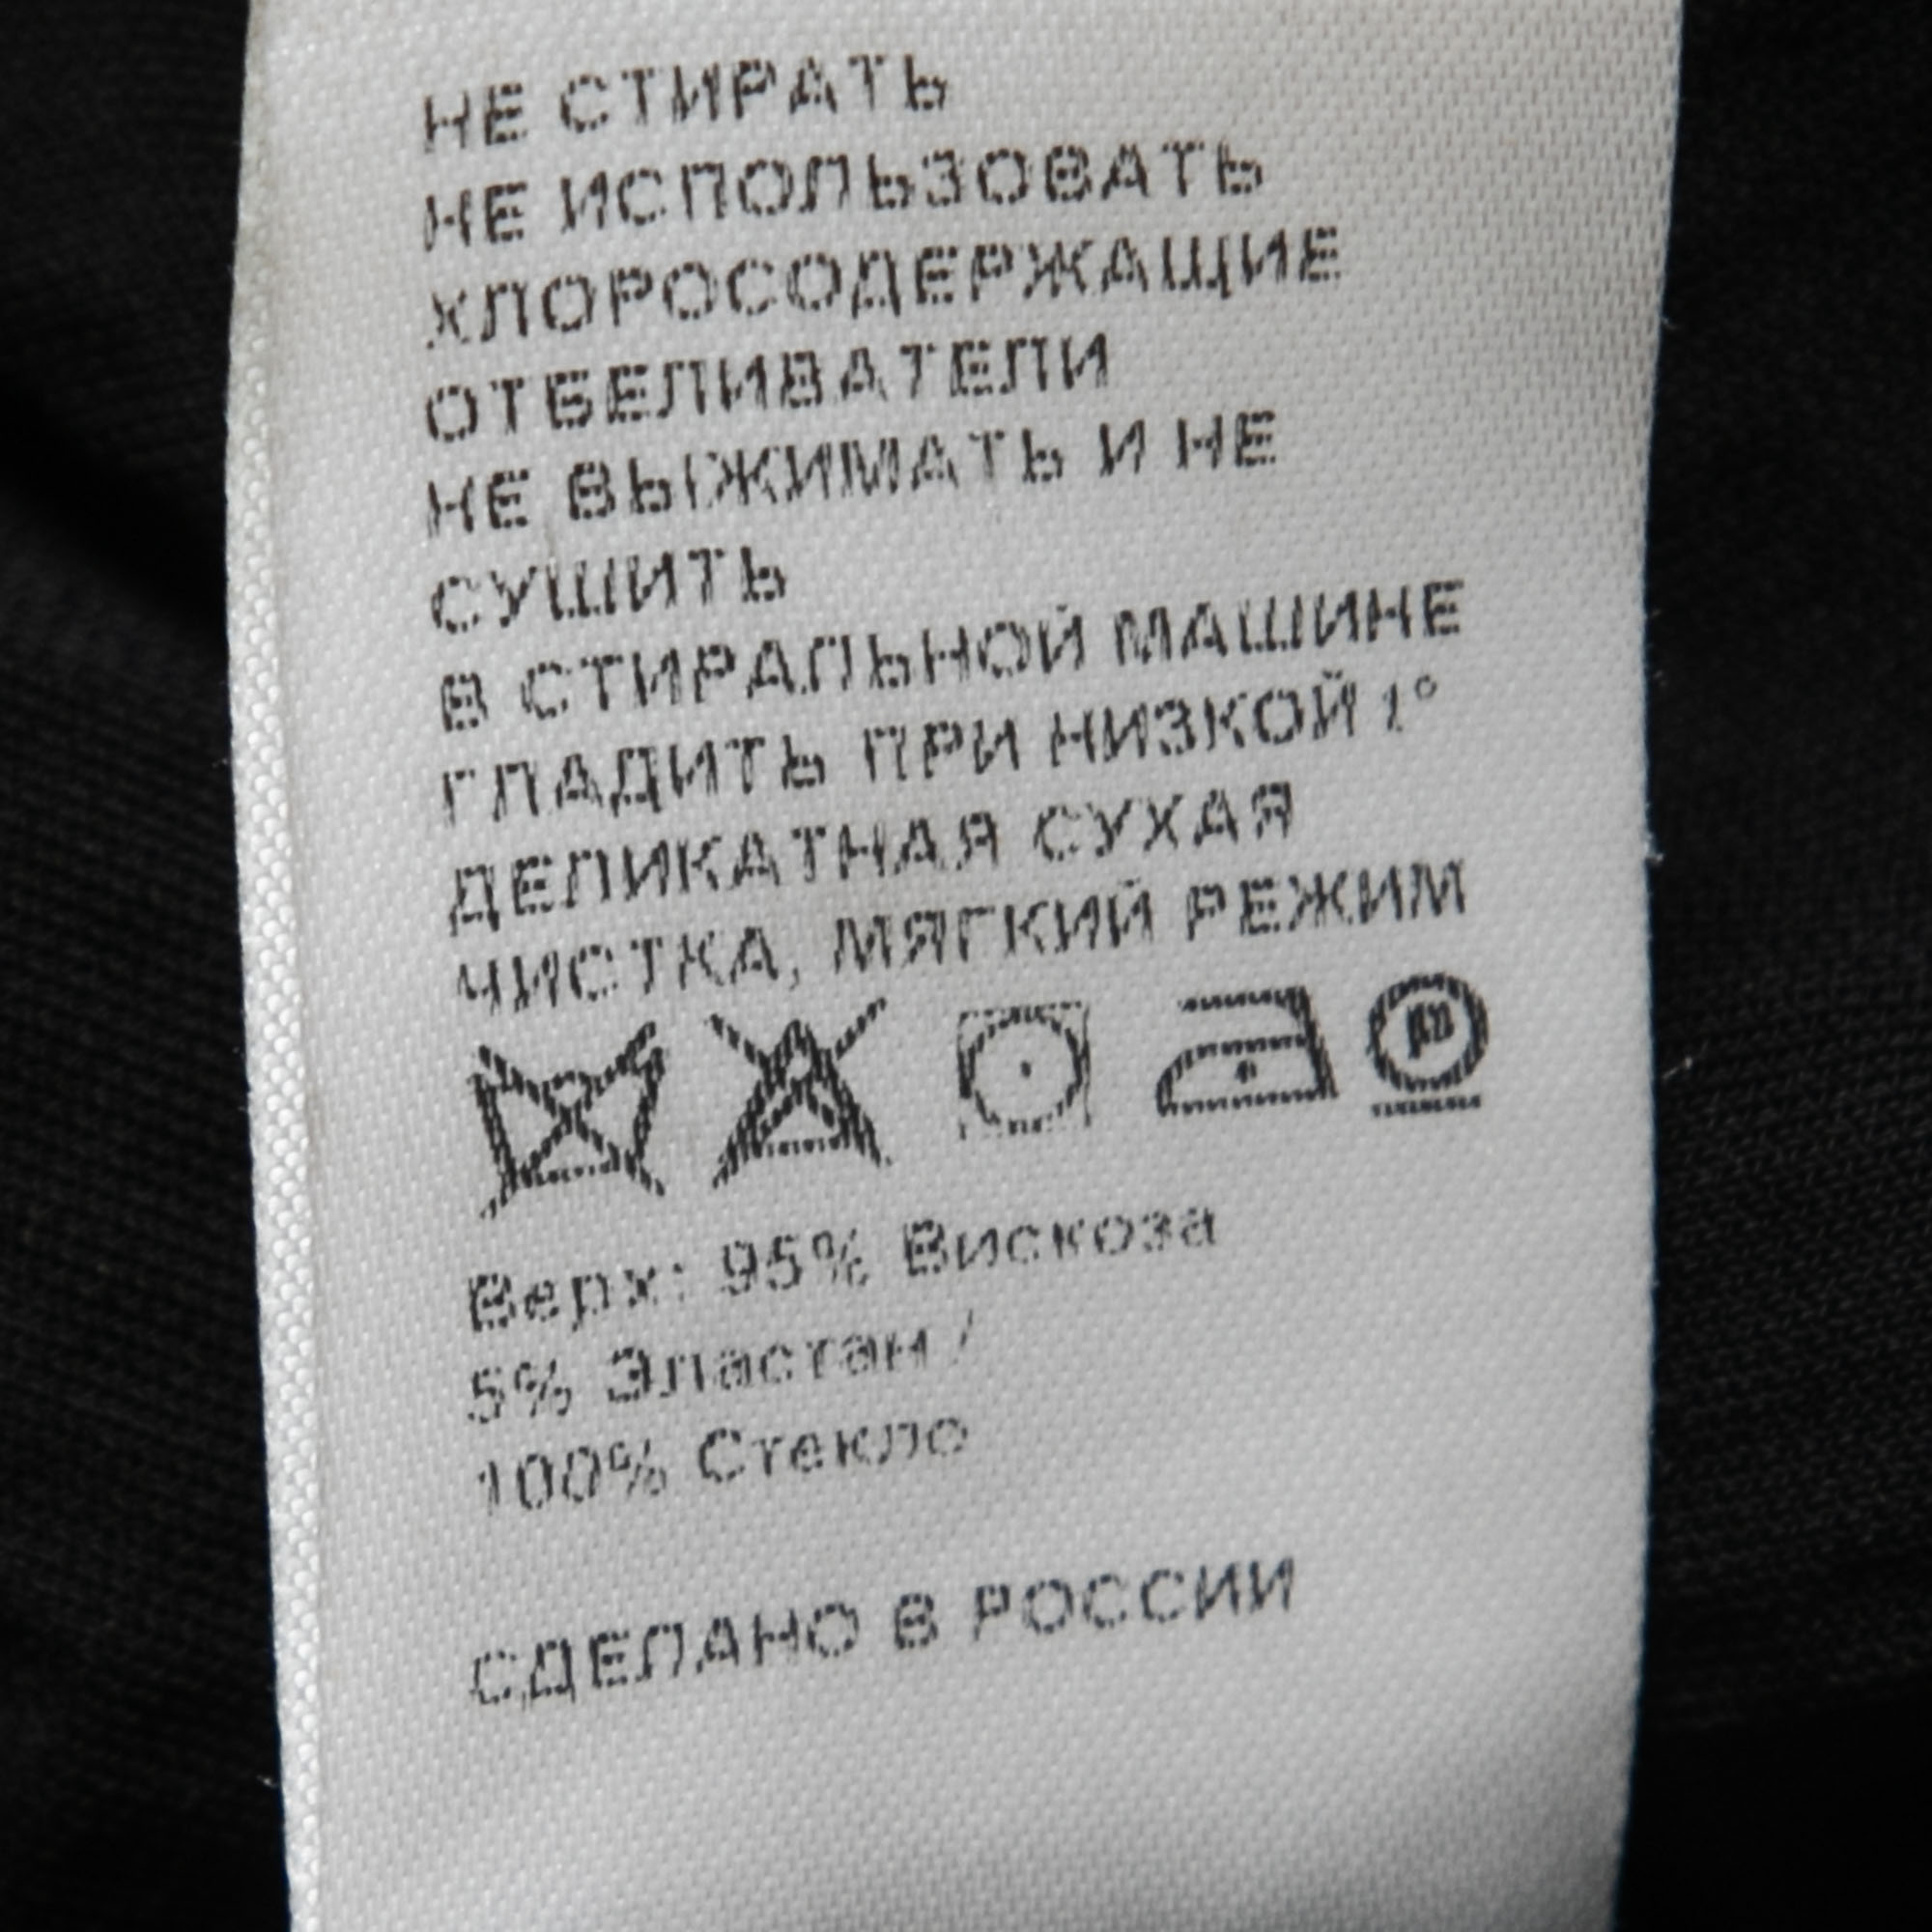 НЕ СТИРАТЬ
НЕ ИСПОЛЬЗОВАТЬ
ХЛОРОСОДЕРЖАЩИЕ
ОТБЕЛИВАТЕЛИ
НЕ ВЫЖИМАТЬ И НЕ
СУШИТЬ
В СТИРАЛЬНОЙ МАШИНЕ
ГЛАДИТЬ ПРИ НИЗКОЙ t°
ДЕЛИКАТНАЯ СУХАЯ
ЧИСТКА, МЯГКИЙ РЕЖИМ
Верх: 95% Вискоза
5% Эластан /
100% Стекло
СДЕЛАНО В РОССИИ